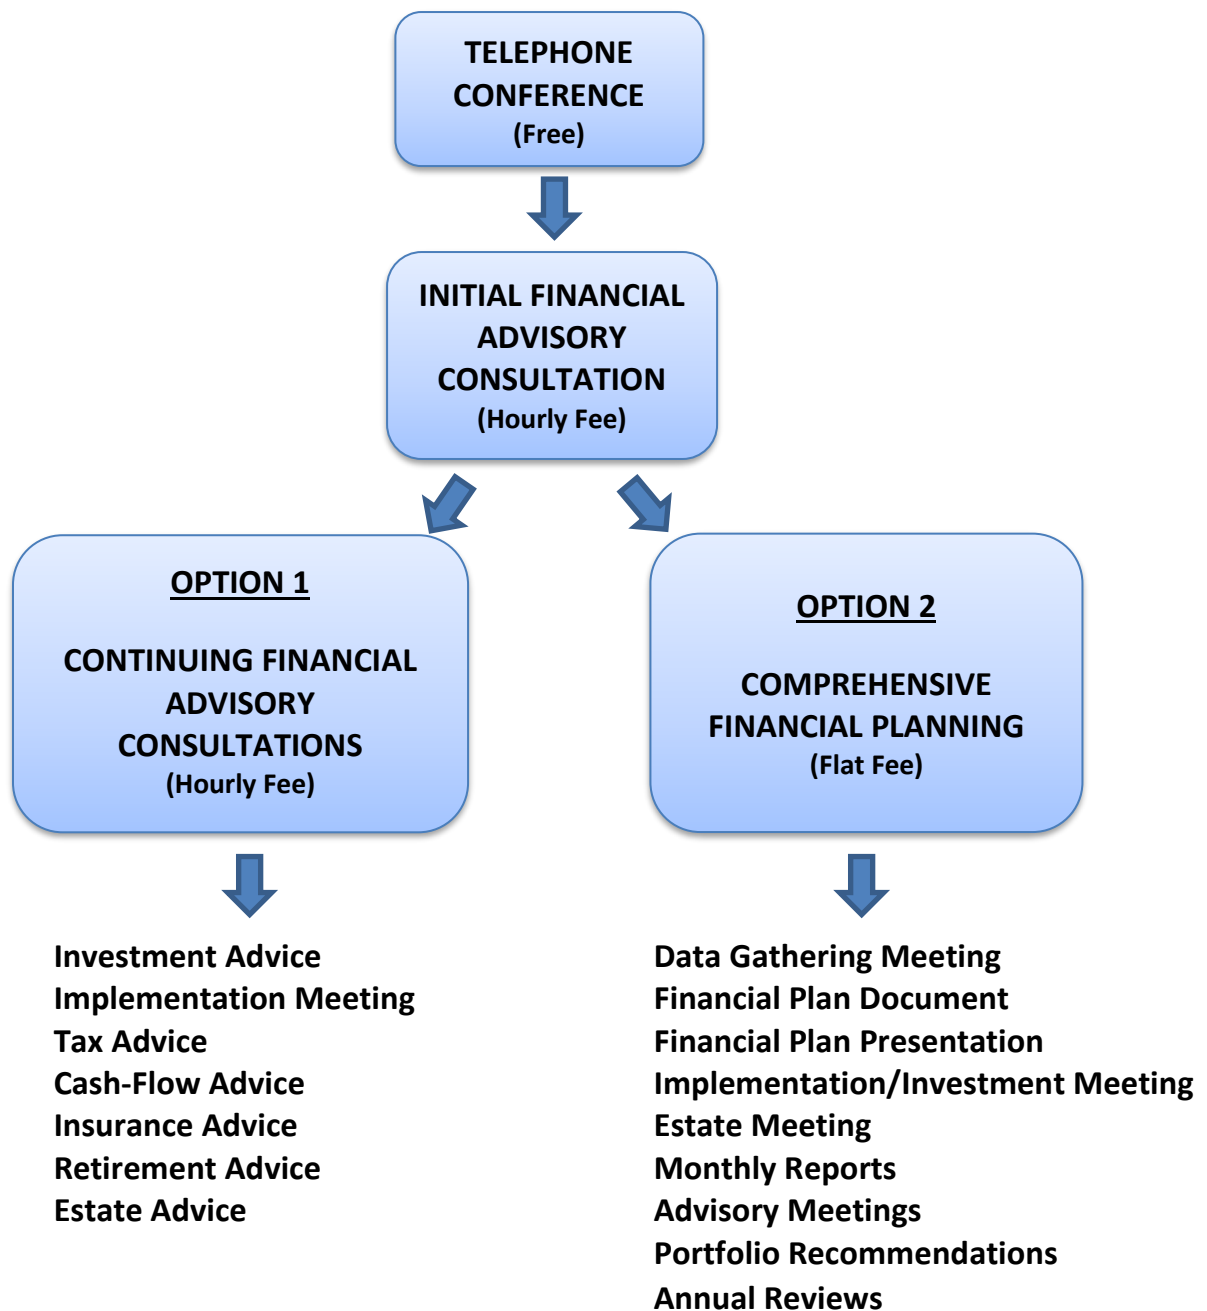 TELEPHONE
CONFERENCE
(Free)
INITIAL FINANCIAL
ADVISORY
CONSULTATION
(Hourly Fee)
OPTION 1
CONTINUING FINANCIAL
ADVISORY
CONSULTATIONS
(Hourly Fee)
OPTION 2
COMPREHENSIVE
FINANCIAL PLANNING
(Flat Fee)
Investment Advice
Implementation Meeting
Tax Advice
Cash-Flow Advice
Insurance Advice
Retirement Advice
Estate Advice
Data Gathering Meeting
Financial Plan Document
Financial Plan Presentation
Implementation/Investment Meeting
Estate Meeting
Monthly Reports
Advisory Meetings
Portfolio Recommendations
Annual Reviews